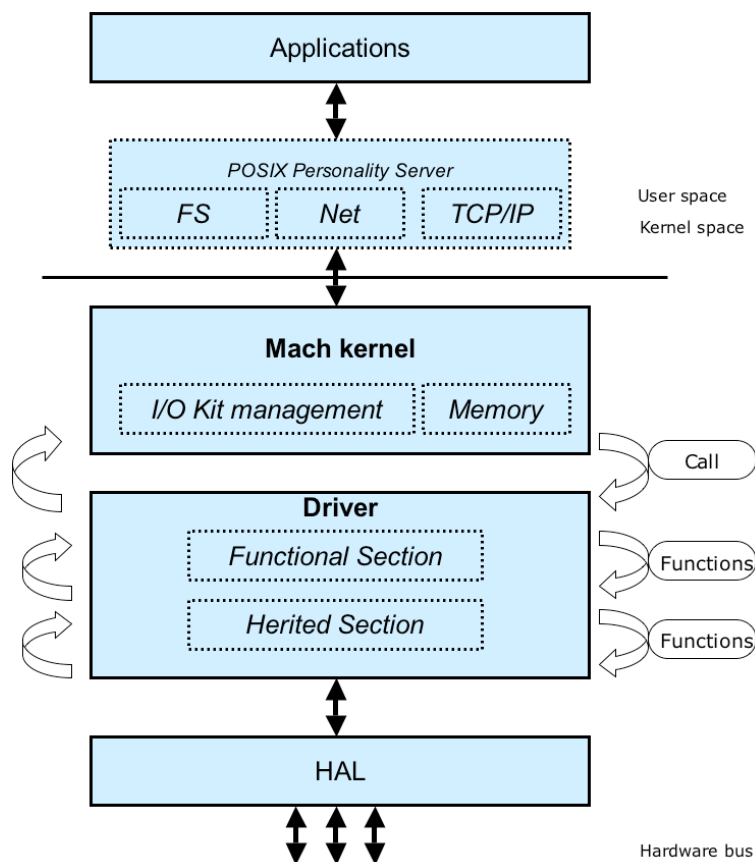 Applications
POSIX Personality Server
FS Net TCP/IP
User space
Kernel space
Mach kernel
I/O Kit management Memory
Call
Driver
Functional Section
Functions
Herited Section
Functions
HAL
Hardware bus